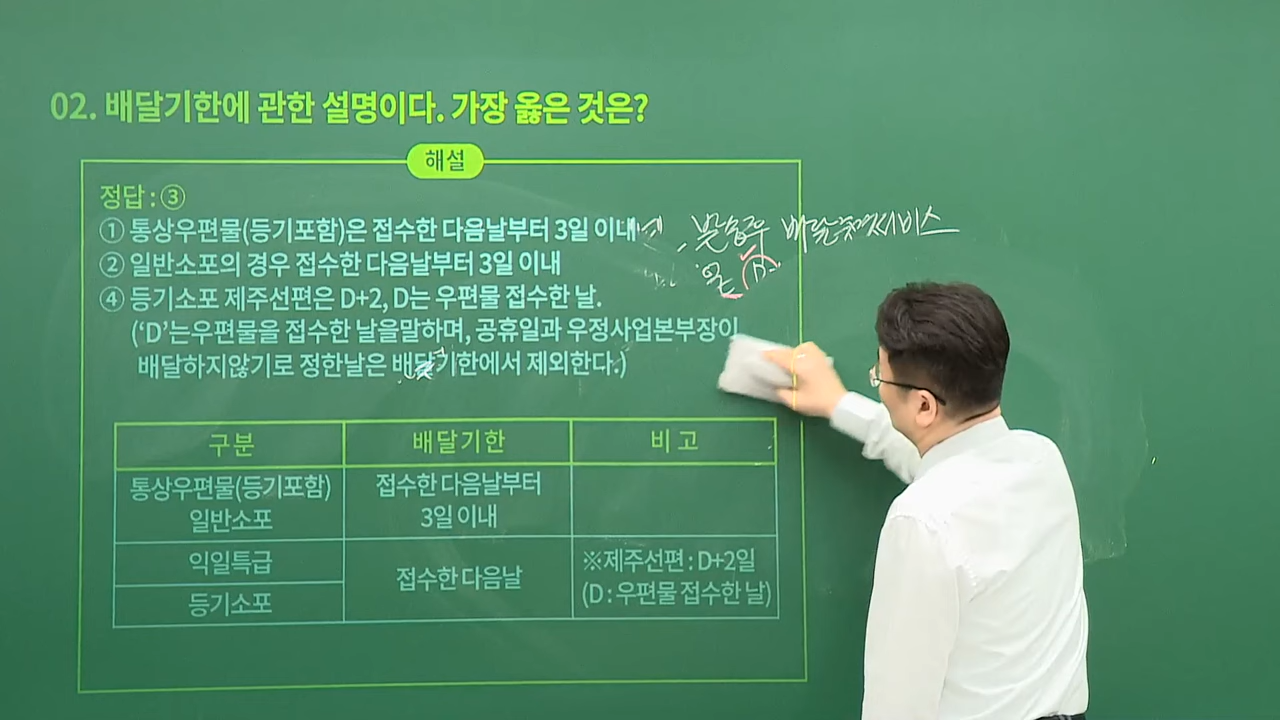 02. 배달기한에 관한 설명이다. 가장 옳은 것은?
해설
정답 : ③
① 통상우편물(등기포함)은 접수한 다음날부터 3일 이내
② 일반소포의 경우 접수한 다음날부터 3일 이내
④ 등기소포 제주선편은 D+2, D는 우편물 접수한 날.
('D'는우편물을 접수한 날을말하며, 공휴일과 우정사업본부장이
배달하지않기로 정한날은 배달기한에서 제외한다.)
구분 배달기한 비고
통상우편물(등기포함)
일반소포
접수한 다음날부터
3일 이내
익일특급
등기소포
접수한 다음날
※제주선편 : D+2일
(D : 우편물 접수한 날)